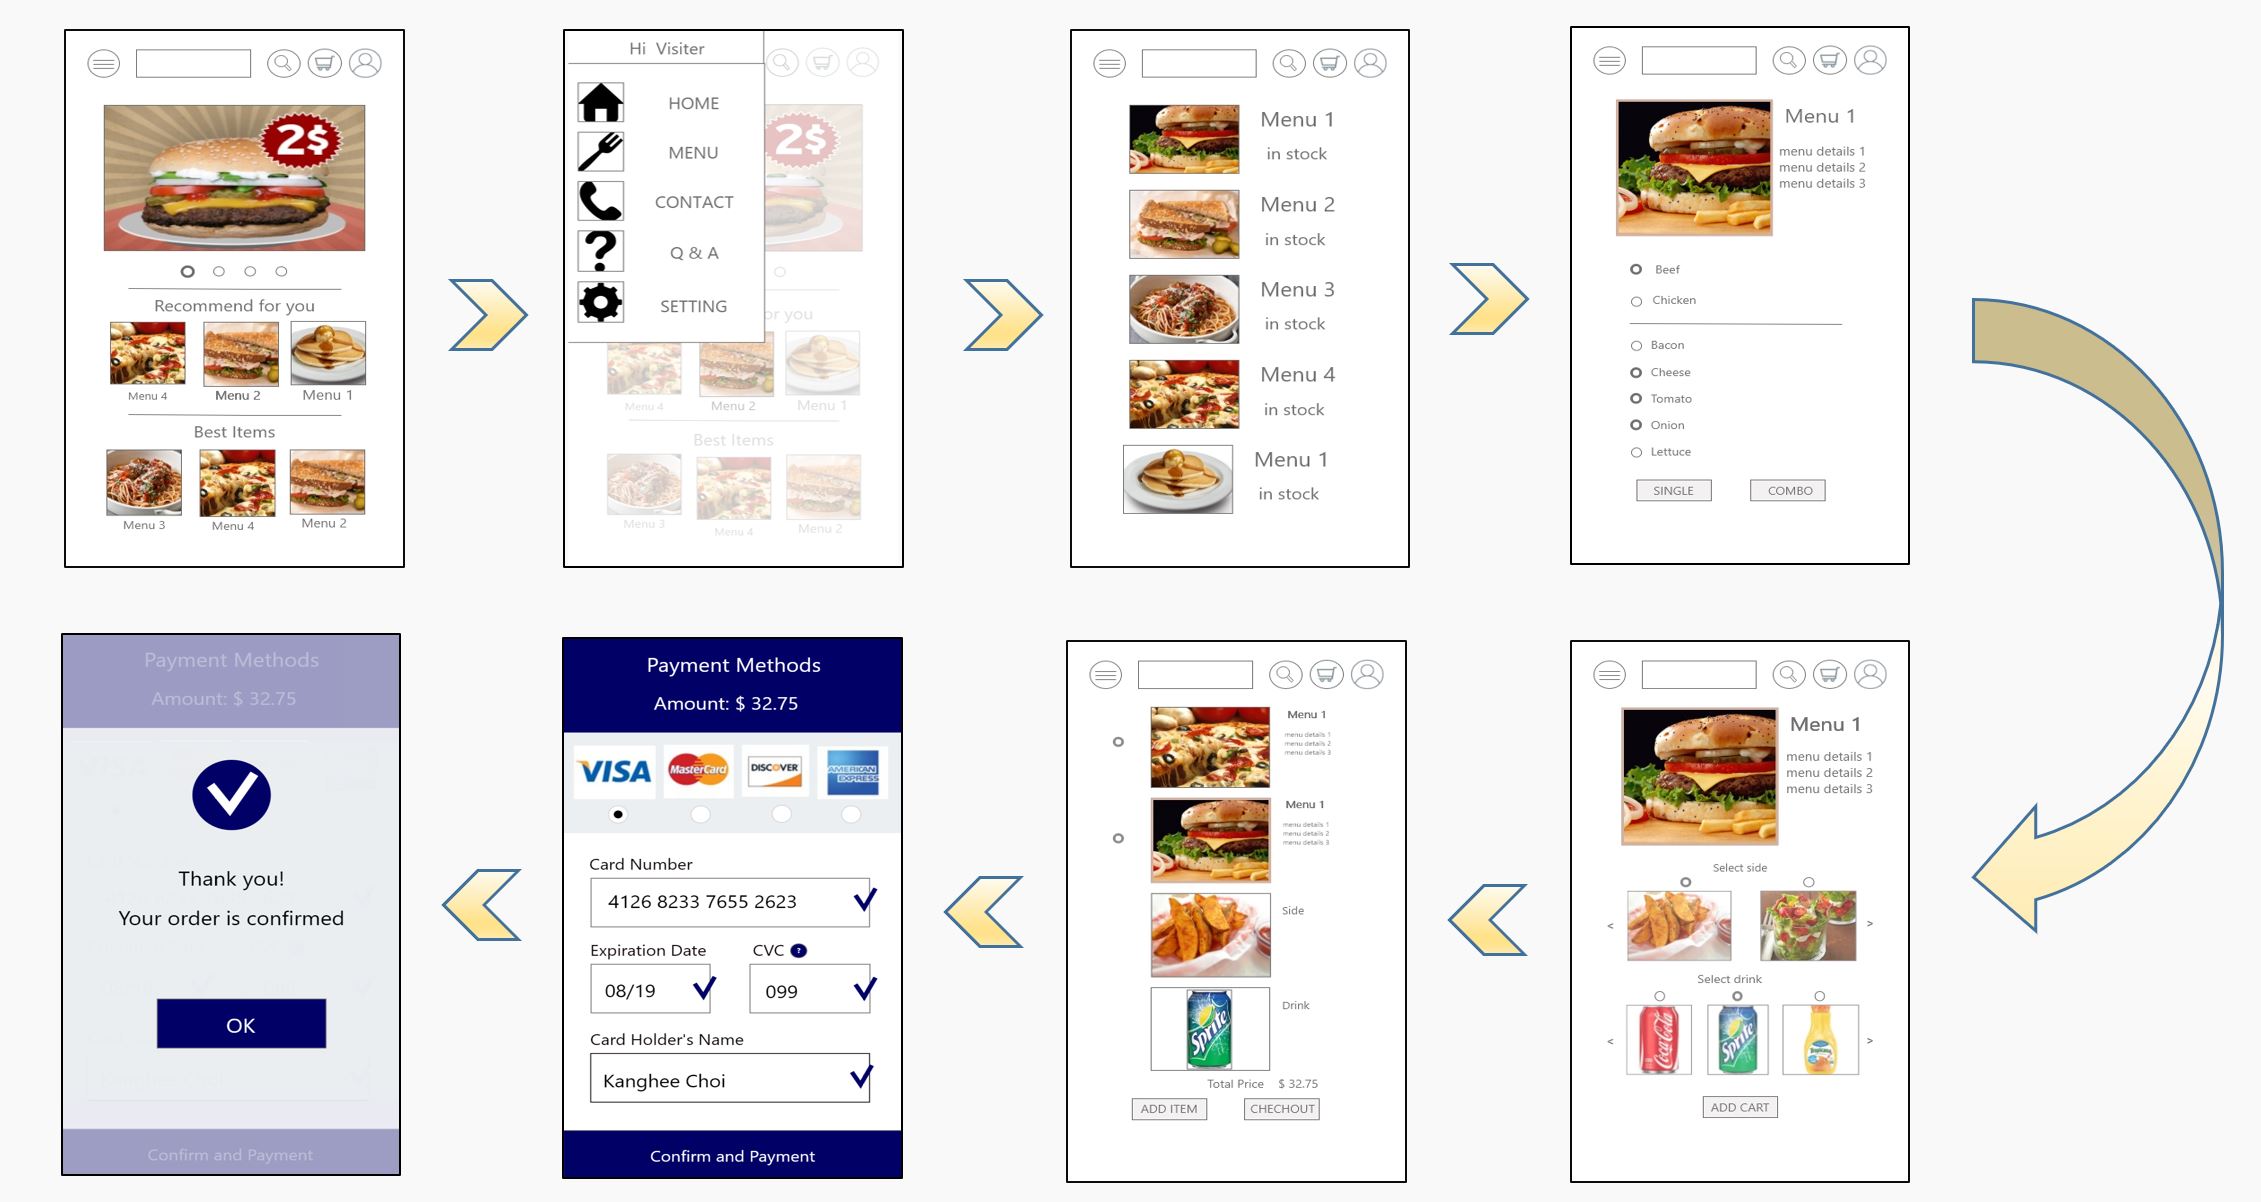 2$
Recommend for you
Menu 4
Menu 2
Menu 1
Best Items
Menu 3
Menu 4
Menu 2
Hi Visiter
HOME
MENU
CONTACT
Q & A
SETTING
2$
or you
Menu 4
Menu 2
Menu 1
Best Items
Menu 3
Menu 4
Menu 2
Menu 1
in stock
Menu 2
in stock
Menu 3
in stock
Menu 4
in stock
Menu 1
in stock
Menu 1
menu details 1
menu details 2
menu details 3
Beef
Chicken
Bacon
Cheese
Tomato
Onion
Lettuce
SINGLE COMBO
Menu 1
menu details 1
menu details 2
menu details 3
Select side
< >
Select drink
< >
Coca-Cola
Sprite
Tropicana
ADD CART
Menu 1
menu details 1
menu details 2
menu details 3
Menu 1
menu details 1
menu details 2
menu details 3
Side
Drink
Sprite
Total Price $ 32.75
ADD ITEM CHECHOUT
Payment Methods
Amount: $ 32.75
VISA MasterCard DISCOVER AMERICAN EXPRESS
Card Number
4126 8233 7655 2623
Expiration Date CVC ?
08/19 099
Card Holder's Name
Kanghee Choi
Confirm and Payment
Payment Methods
Amount: $ 32.75
Thank you!
Your order is confirmed
OK
Confirm and Payment